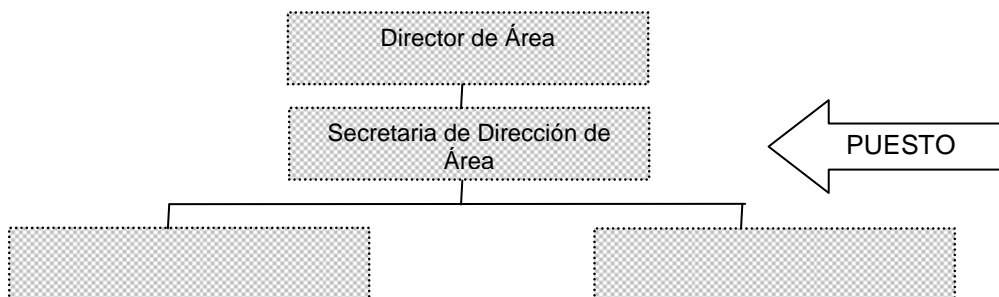 Director de Área
Secretaria de Dirección de
Área
PUESTO